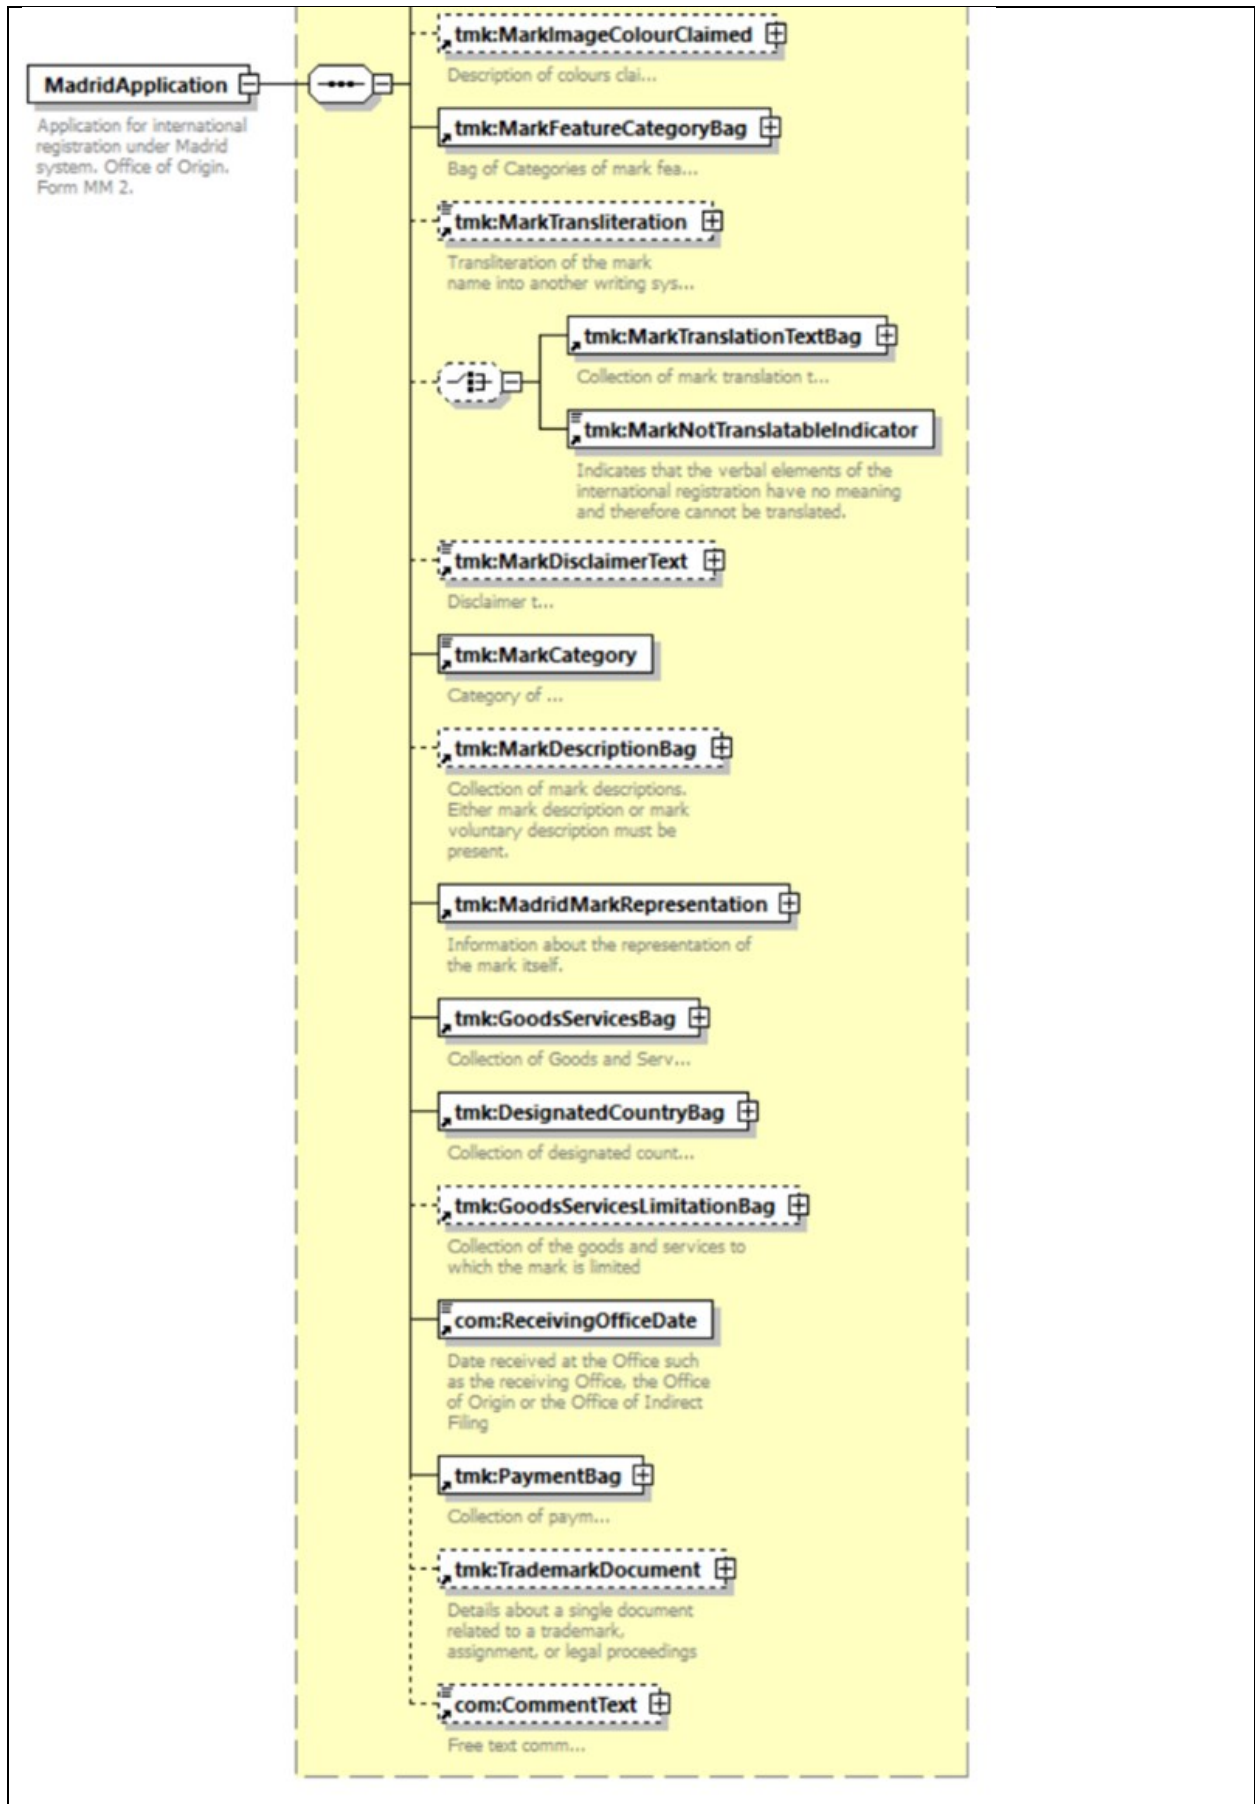 tmk:MarkImageColourClaimed
Description of colours clai...
MadridApplication
Application for international
registration under Madrid
system. Office of Origin.
Form MM 2.
tmk:MarkFeatureCategoryBag
Bag of Categories of mark fea...
tmk:MarkTransliteration
Transliteration of the mark
name into another writing sys...
tmk:MarkTranslationTextBag
Collection of mark translation t...
tmk:MarkNotTranslatableIndicator
Indicates that the verbal elements of the
international registration have no meaning
and therefore cannot be translated.
tmk:MarkDisclaimerText
Disclaimer t...
tmk:MarkCategory
Category of ...
tmk:MarkDescriptionBag
Collection of mark descriptions.
Either mark description or mark
voluntary description must be
present.
tmk:MadridMarkRepresentation
Information about the representation of
the mark itself.
tmk:GoodsServicesBag
Collection of Goods and Serv...
tmk:DesignatedCountryBag
Collection of designated count...
tmk:GoodsServicesLimitationBag
Collection of the goods and services to
which the mark is limited
com:ReceivingOfficeDate
Date received at the Office such
as the receiving Office, the Office
of Origin or the Office of Indirect
Filing
tmk:PaymentBag
Collection of paym...
tmk:TrademarkDocument
Details about a single document
related to a trademark,
assignment, or legal proceedings
com:CommentText
Free text comm...